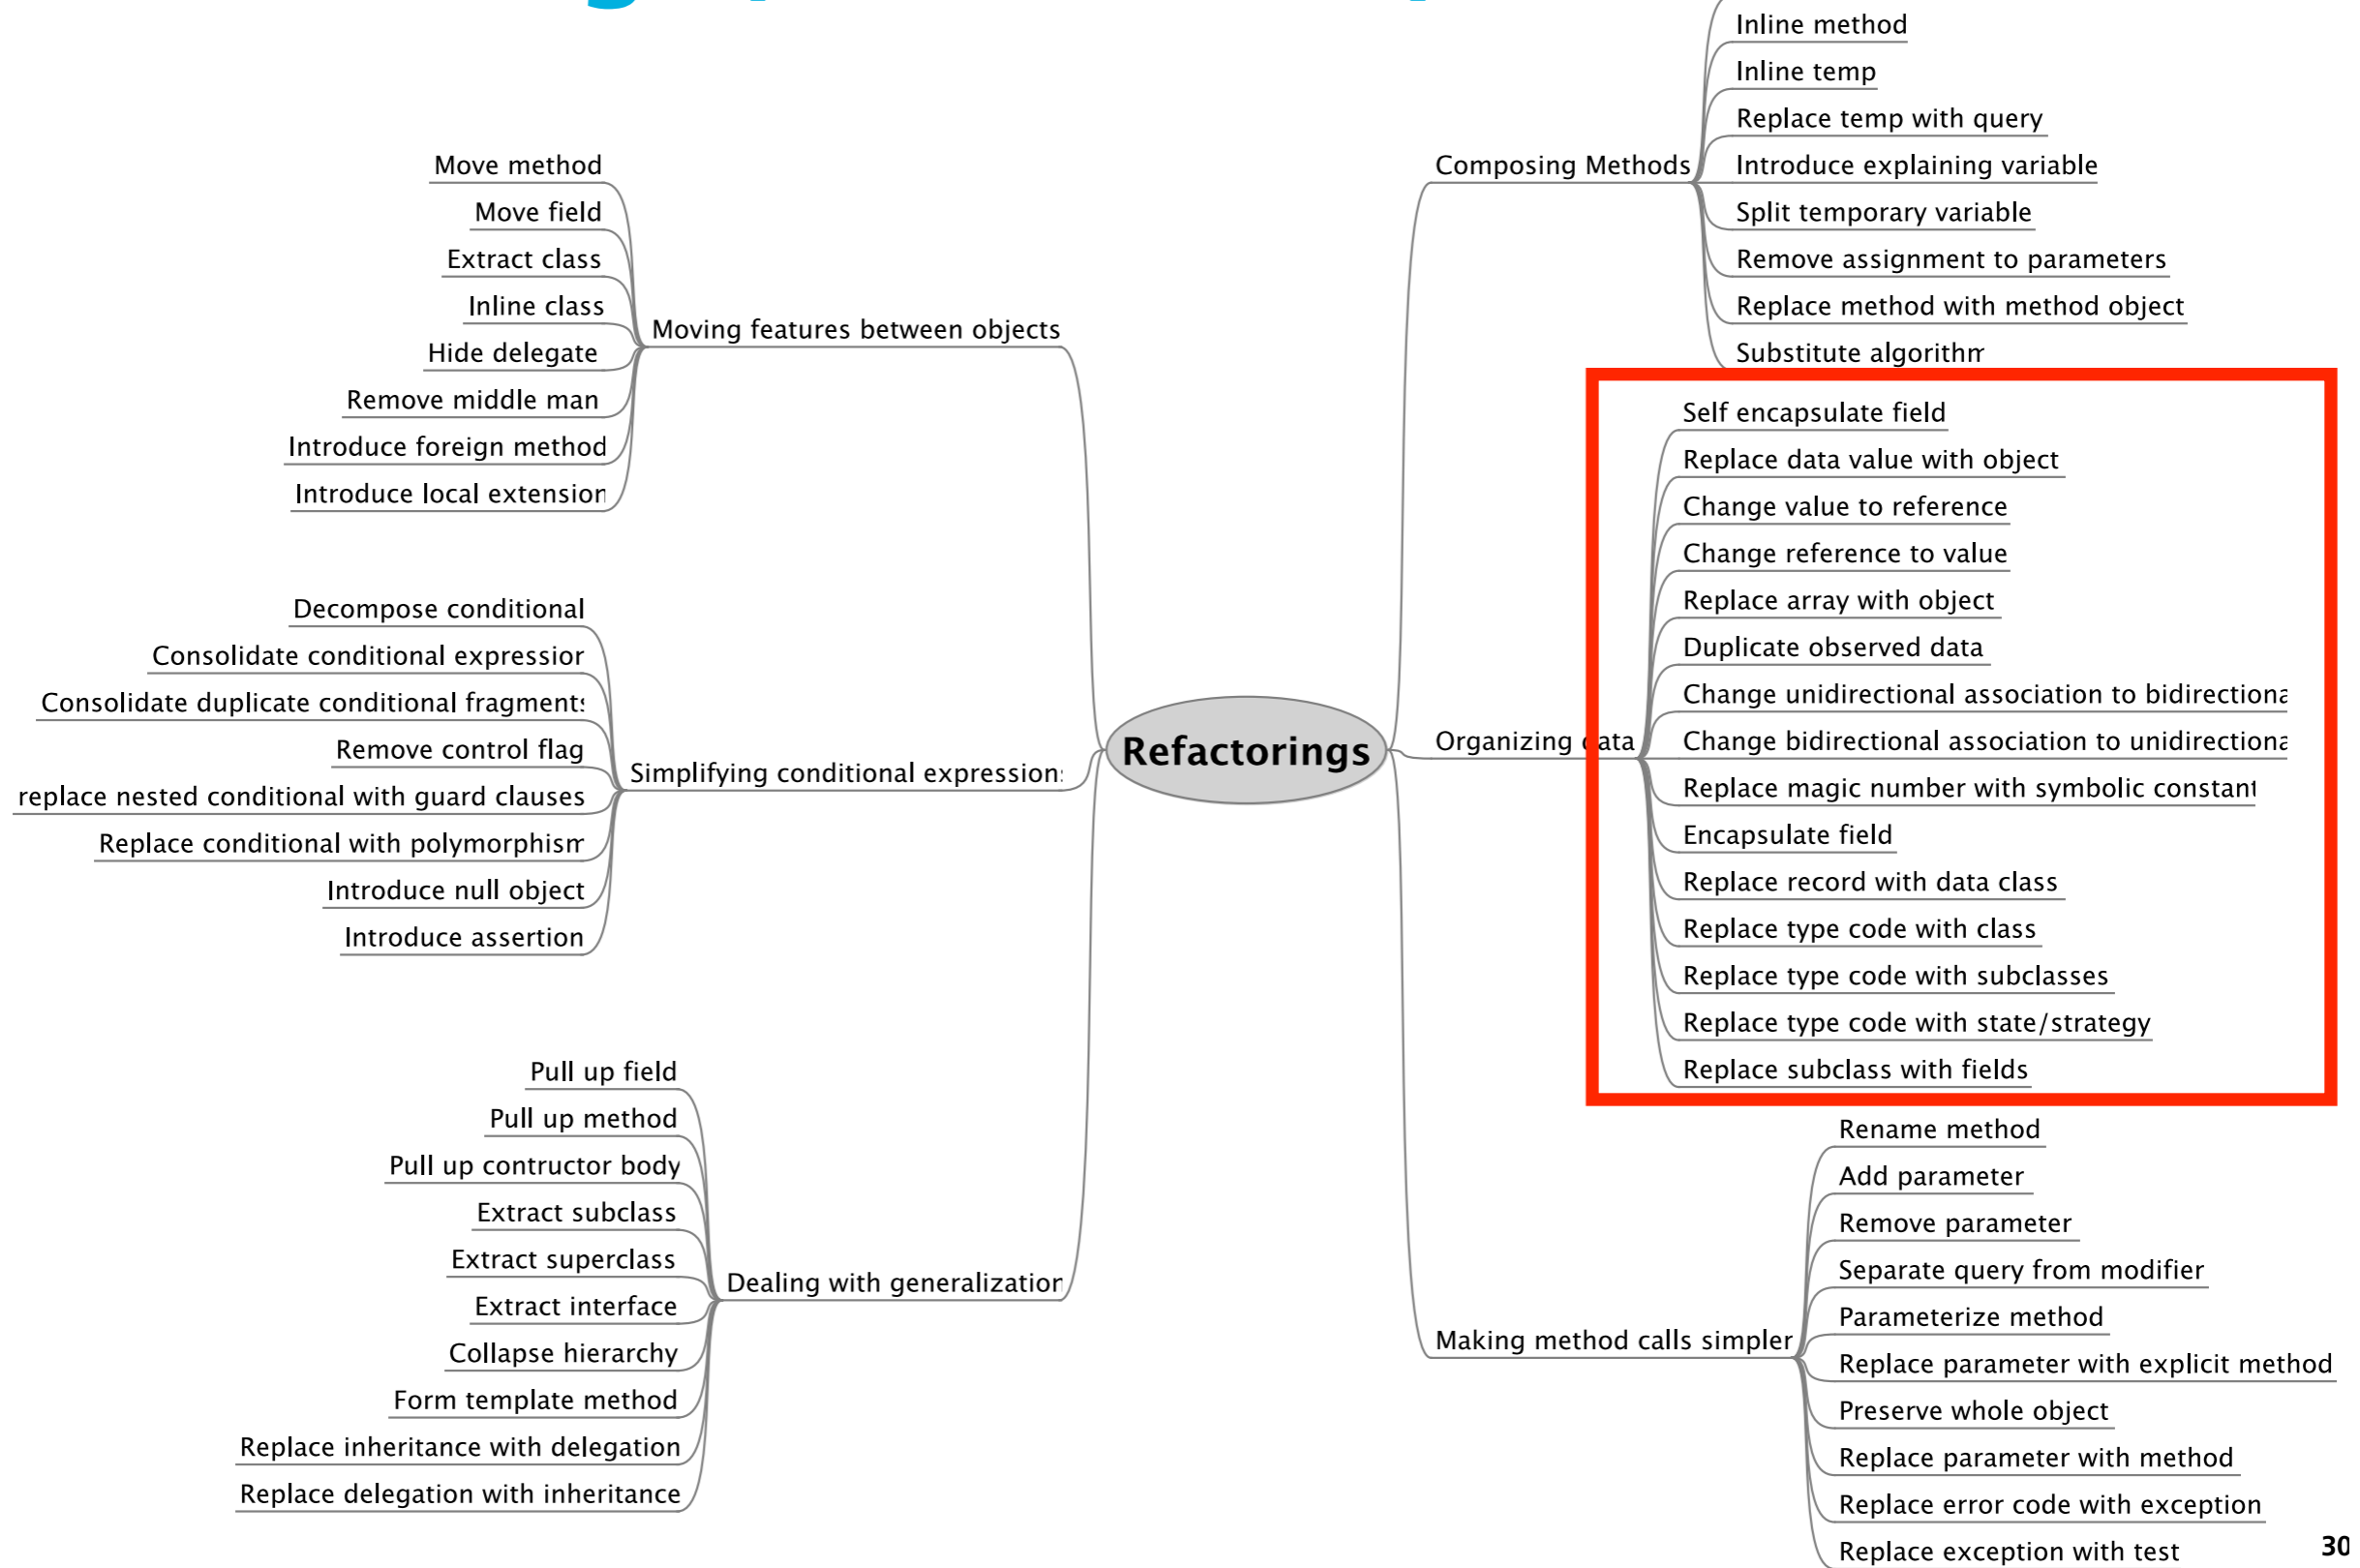 Inline method
Inline temp
Replace temp with query
Introduce explaining variable
Split temporary variable
Remove assignment to parameters
Replace method with method object
Substitute algorithm
Composing Methods
Move method
Move field
Extract class
Inline class
Hide delegate
Remove middle man
Introduce foreign method
Introduce local extension
Moving features between objects
Self encapsulate field
Replace data value with object
Change value to reference
Change reference to value
Replace array with object
Duplicate observed data
Change unidirectional association to bidirectiona
Change bidirectional association to unidirectiona
Replace magic number with symbolic constant
Encapsulate field
Replace record with data class
Replace type code with class
Replace type code with subclasses
Replace type code with state/strategy
Replace subclass with fields
Organizing data
Refactorings
Decompose conditional
Consolidate conditional expression
Consolidate duplicate conditional fragments
Remove control flag
replace nested conditional with guard clauses
Replace conditional with polymorphism
Introduce null object
Introduce assertion
Simplifying conditional expressions
Pull up field
Pull up method
Pull up contructor body
Extract subclass
Extract superclass
Extract interface
Collapse hierarchy
Form template method
Replace inheritance with delegation
Replace delegation with inheritance
Dealing with generalization
Rename method
Add parameter
Remove parameter
Separate query from modifier
Parameterize method
Replace parameter with explicit method
Preserve whole object
Replace parameter with method
Replace error code with exception
Replace exception with test
Making method calls simpler
30